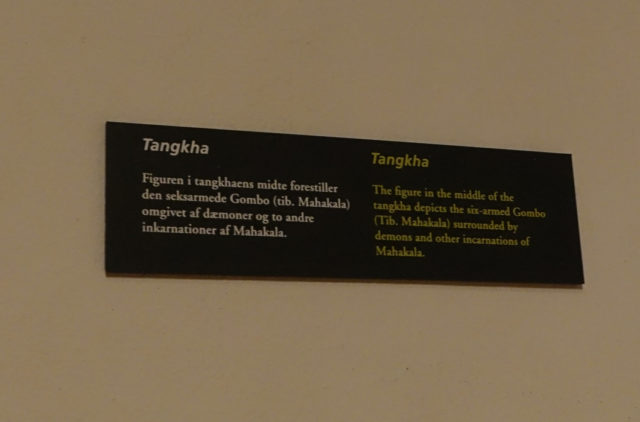 Tangkha
Figuren i tangkhaens midte forestiller
den seksarmede Gombo (tib. Mahakala)
omgivet af dæmoner og to andre
inkarnationer af Mahakala.
Tangkha
The figure in the middle of the
tangkha depicts the six-armed Gombo
(Tib. Mahakala) surrounded by
demons and other incarnations of
Mahakala.